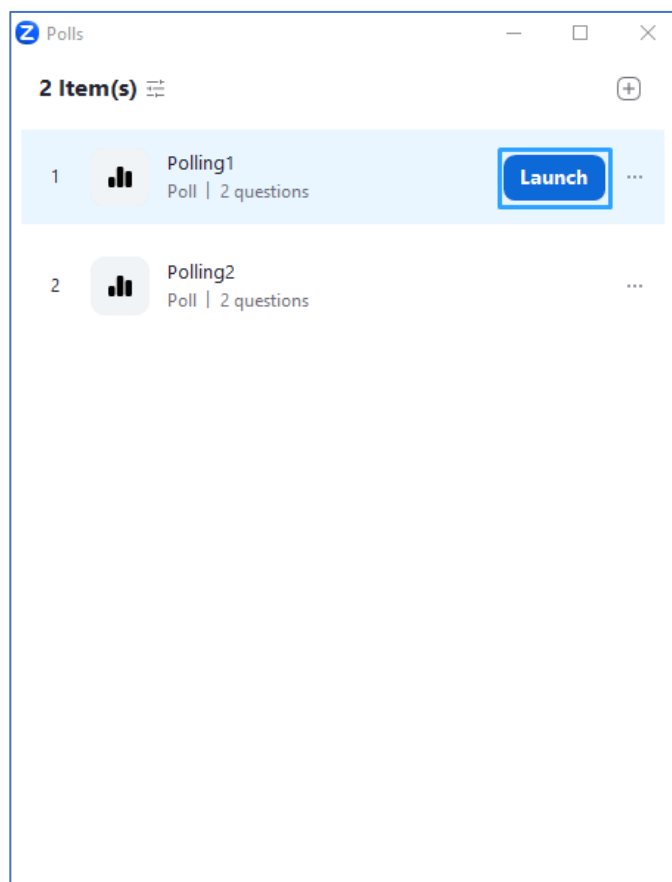 Polls
2 Item(s)
1
Polling1
Poll | 2 questions
Launch
2
Polling2
Poll | 2 questions